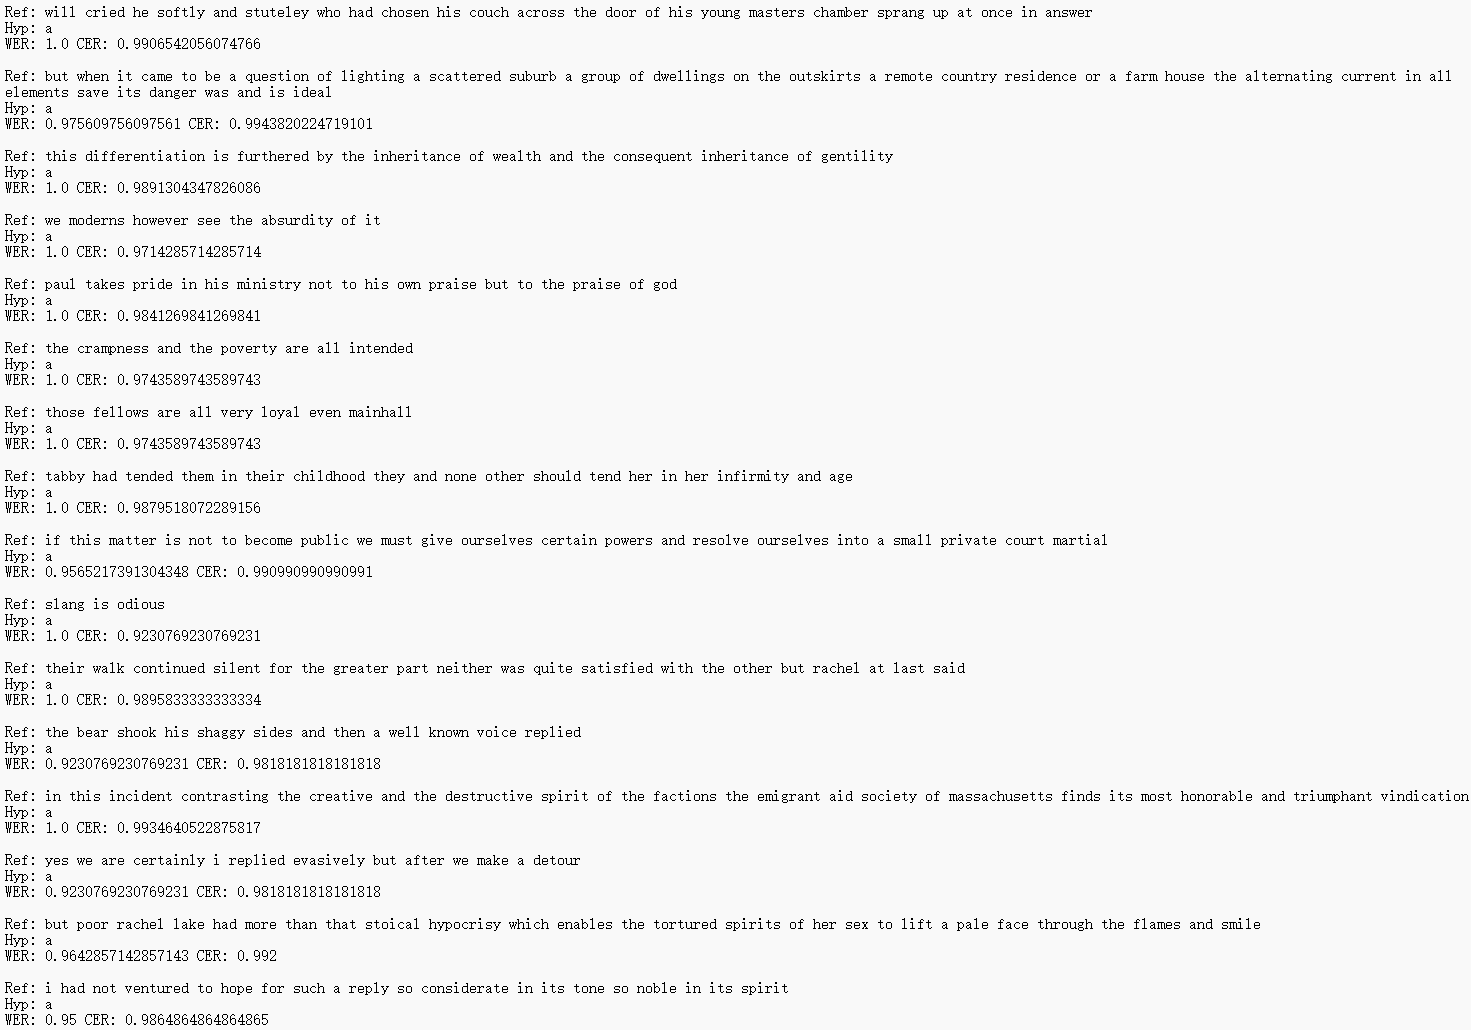 Ref: will cried he softly and stuteley who had chosen his couch across the door of his young masters chamber sprang up at once in answer
Hyp: a
WER: 1.0 CER: 0.9906542056074766
Ref: but when it came to be a question of lighting a scattered suburb a group of dwellings on the outskirts a remote country residence or a farm house the alternating current in all
elements save its danger was and is ideal
Hyp: a
WER: 0.975609756097561 CER: 0.9943820224719101
Ref: this differentiation is furthered by the inheritance of wealth and the consequent inheritance of gentility
Hyp: a
WER: 1.0 CER: 0.9891304347826086
Ref: we moderns however see the absurdity of it
Hyp: a
WER: 1.0 CER: 0.9714285714285714
Ref: paul takes pride in his ministry not to his own praise but to the praise of god
Hyp: a
WER: 1.0 CER: 0.9841269841269841
Ref: the crampness and the poverty are all intended
Hyp: a
WER: 1.0 CER: 0.9743589743589743
Ref: those fellows are all very loyal even mainhall
Hyp: a
WER: 1.0 CER: 0.9743589743589743
Ref: tabby had tended them in their childhood they and none other should tend her in her infirmity and age
Hyp: a
WER: 1.0 CER: 0.9879518072289156
Ref: if this matter is not to become public we must give ourselves certain powers and resolve ourselves into a small private court martial
Hyp: a
WER: 0.9565217391304348 CER: 0.990990990990991
Ref: slang is odious
Hyp: a
WER: 1.0 CER: 0.9230769230769231
Ref: their walk continued silent for the greater part neither was quite satisfied with the other but rachel at last said
Hyp: a
WER: 1.0 CER: 0.9895833333333334
Ref: the bear shook his shaggy sides and then a well known voice replied
Hyp: a
WER: 0.9230769230769231 CER: 0.9818181818181818
Ref: in this incident contrasting the creative and the destructive spirit of the factions the emigrant aid society of massachusetts finds its most honorable and triumphant vindication
Hyp: a
WER: 1.0 CER: 0.9934640522875817
Ref: yes we are certainly i replied evasively but after we make a detour
Hyp: a
WER: 0.9230769230769231 CER: 0.9818181818181818
Ref: but poor rachel lake had more than that stoical hypocrisy which enables the tortured spirits of her sex to lift a pale face through the flames and smile
Hyp: a
WER: 0.9642857142857143 CER: 0.992
Ref: i had not ventured to hope for such a reply so considerate in its tone so noble in its spirit
Hyp: a
WER: 0.95 CER: 0.9864864864864865